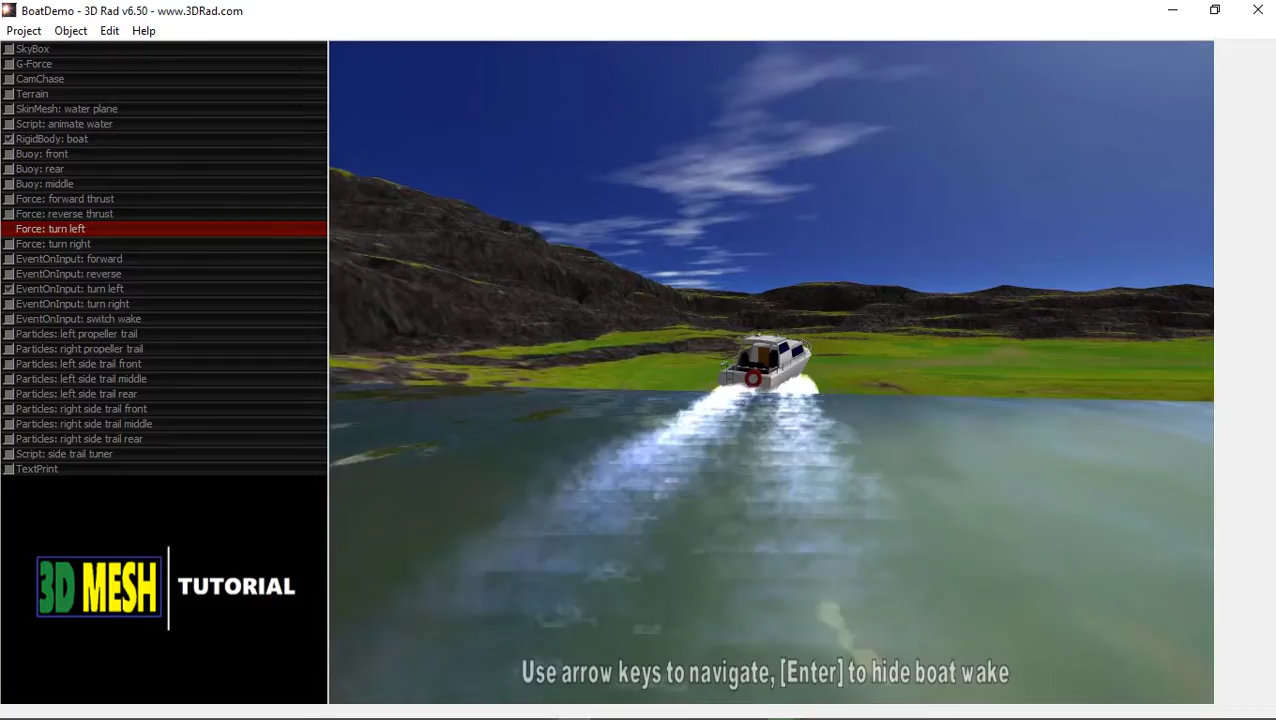 BoatDemo - 3D Rad v6.50 - www.3DRad.com
Project Object Edit Help
SkyBox
G-Force
CamChase
Terrain
SkinMesh: water plane
Script: animate water
RigidBody: boat
Buoy: front
Buoy: rear
Buoy: middle
Force: forward thrust
Force: reverse thrust
Force: turn left
Force: turn right
EventOnInput: forward
EventOnInput: reverse
EventOnInput: turn left
EventOnInput: turn right
EventOnInput: switch wake
Particles: left propeller trail
Particles: right propeller trail
Particles: left side trail front
Particles: left side trail middle
Particles: left side trail rear
Particles: right side trail front
Particles: right side trail middle
Particles: right side trail rear
Script: side trail tuner
TextPrint
3D MESH TUTORIAL
Use arrow keys to navigate, [Enter] to hide boat wake